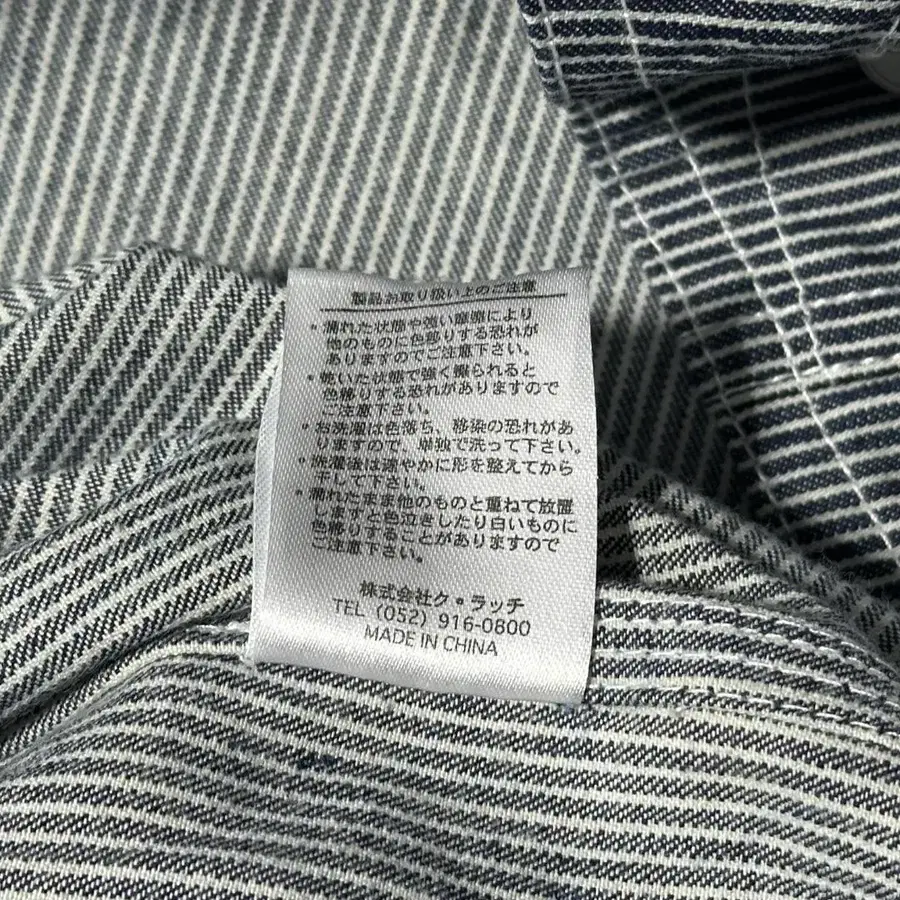 製品お取り扱い上のご注意
・濡れた状態や強い摩擦により
他のものに色移りする恐れが
ありますのでご注意下さい。
・乾いた状態で強く擦られると
色移りする恐れがありますので
ご注意下さい。
・お洗濯は色落ち、移染の恐れがあ
りますので、単独で洗って下さい。
・洗濯後は速やかに形を整えてから
干して下さい。
・濡れたまま他のものと重ねて放置
しますと色泣きしたり白いものに
色移りすることがありますので
ご注意下さい。
株式会社ク・ラッチ
TEL (052) 916-0800
MADE IN CHINA